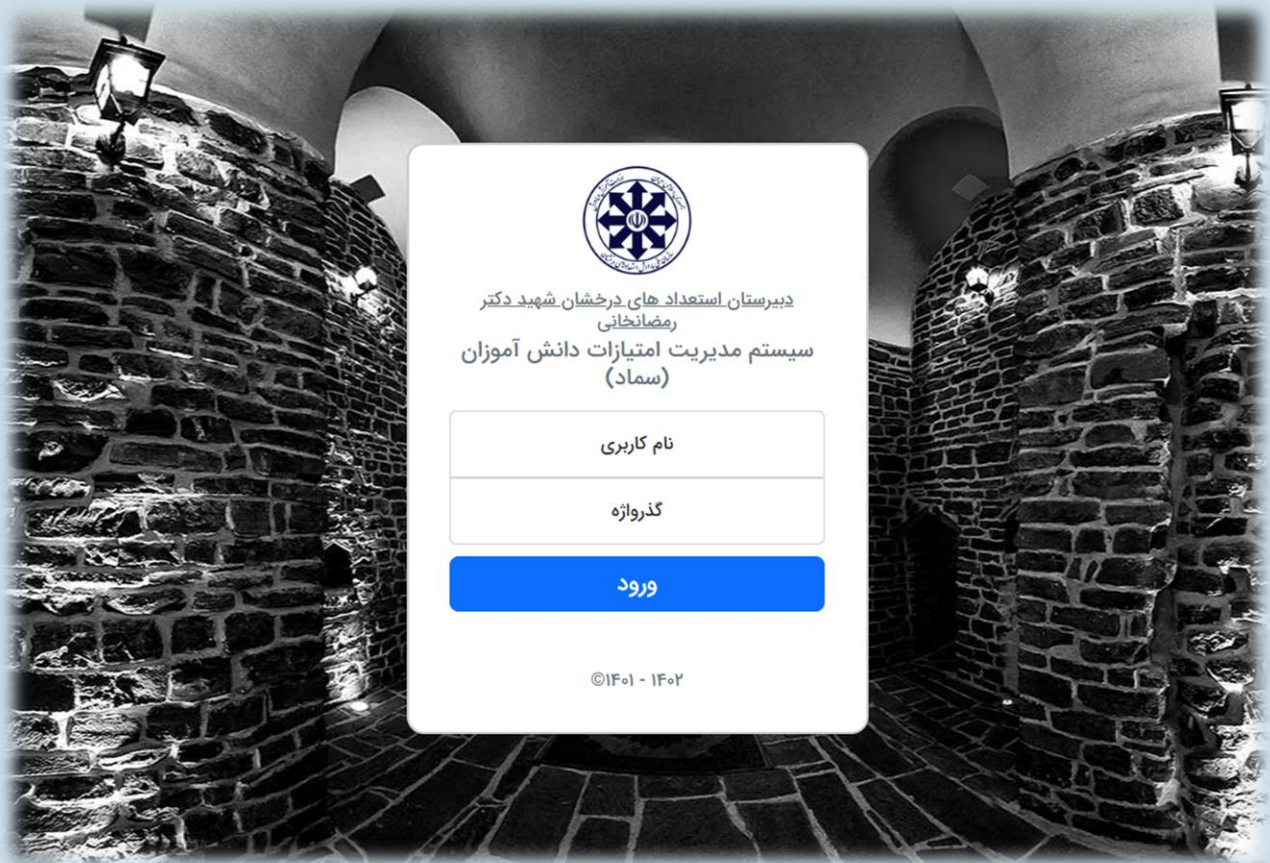 دبیرستان استعداد های درخشان شهید دکتر
رمضانخانی
سیستم مدیریت امتیازات دانش آموزان
(سماد)
نام کاربری
گذرواژه
ورود
©۱۴۰۱ - ۱۴۰۲